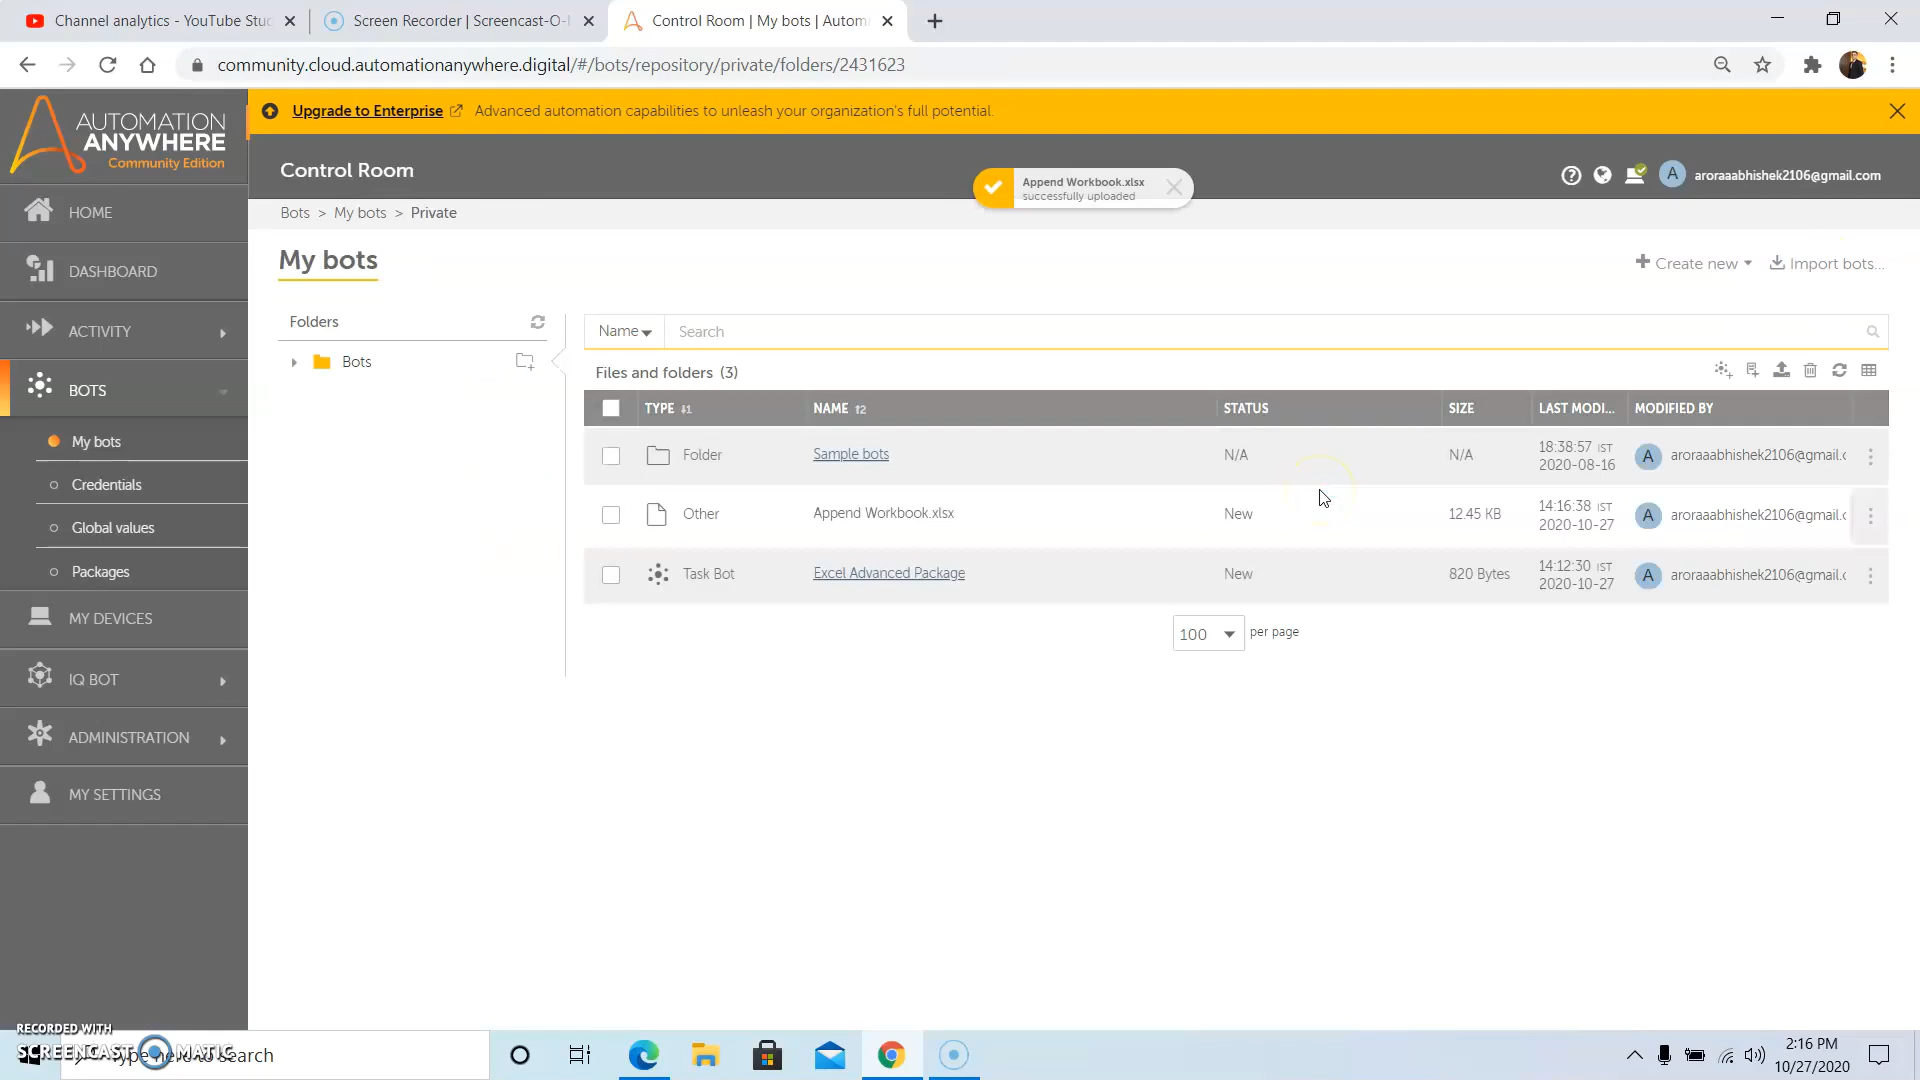 Channel analytics - YouTube Stu
Screen Recorder | Screencast-O-
Control Room | My bots | Autom
community.cloud.automationanywhere.digital/#/bots/repository/private/folders/2431623
AUTOMATION
ANYWHERE
Community Edition
Upgrade to Enterprise Advanced automation capabilities to unleash your organization's full potential.
Control Room
Append Workbook.xlsx
successfully uploaded
A aroraaabhishek2106@gmail.com
Bots > My bots > Private
My bots
Create new
Import bots...
HOME
DASHBOARD
ACTIVITY
BOTS
My bots
Credentials
Global values
Packages
MY DEVICES
IQ BOT
ADMINISTRATION
MY SETTINGS
Folders
Bots
Name Search
Files and folders (3)
TYPE NAME STATUS SIZE LAST MODI... MODIFIED BY
Folder Sample bots N/A N/A 18:38:57 IST 2020-08-16 A aroraaabhishek2106@gmail.c
Other Append Workbook.xlsx New 12.45 KB 14:16:38 IST 2020-10-27 A aroraaabhishek2106@gmail.c
Task Bot Excel Advanced Package New 820 Bytes 14:12:30 IST 2020-10-27 A aroraaabhishek2106@gmail.c
100 per page
RECORDED WITH
SCREENCAST MATIC
Type here to search
2:16 PM
10/27/2020